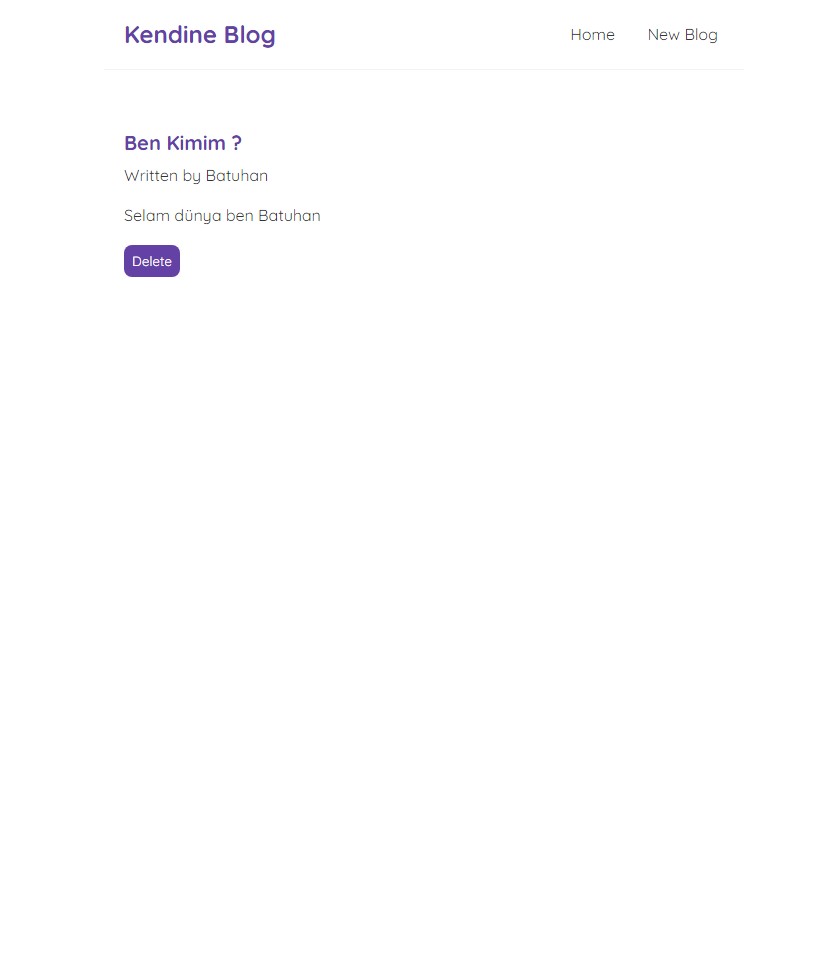 Kendine Blog
Home
New Blog
Ben Kimim ?
Written by Batuhan
Selam dünya ben Batuhan
Delete